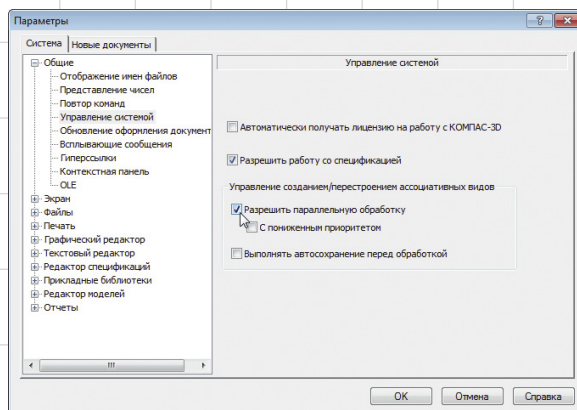 Параметры
Система
Новые документы
Общие
Отображение имен файлов
Представление чисел
Повтор команд
Управление системой
Обновление оформления документ
Всплывающие сообщения
Гиперссылки
Контекстная панель
OLE
Экран
Файлы
Печать
Графический редактор
Текстовый редактор
Редактор спецификаций
Прикладные библиотеки
Редактор моделей
Отчеты
Управление системой
Автоматически получать лицензию на работу с КОМПАС-3D
Разрешить работу со спецификацией
Управление созданием/перестроением ассоциативных видов
Разрешить параллельную обработку
С пониженным приоритетом
Выполнять автосохранение перед обработкой
OK
Отмена
Справка